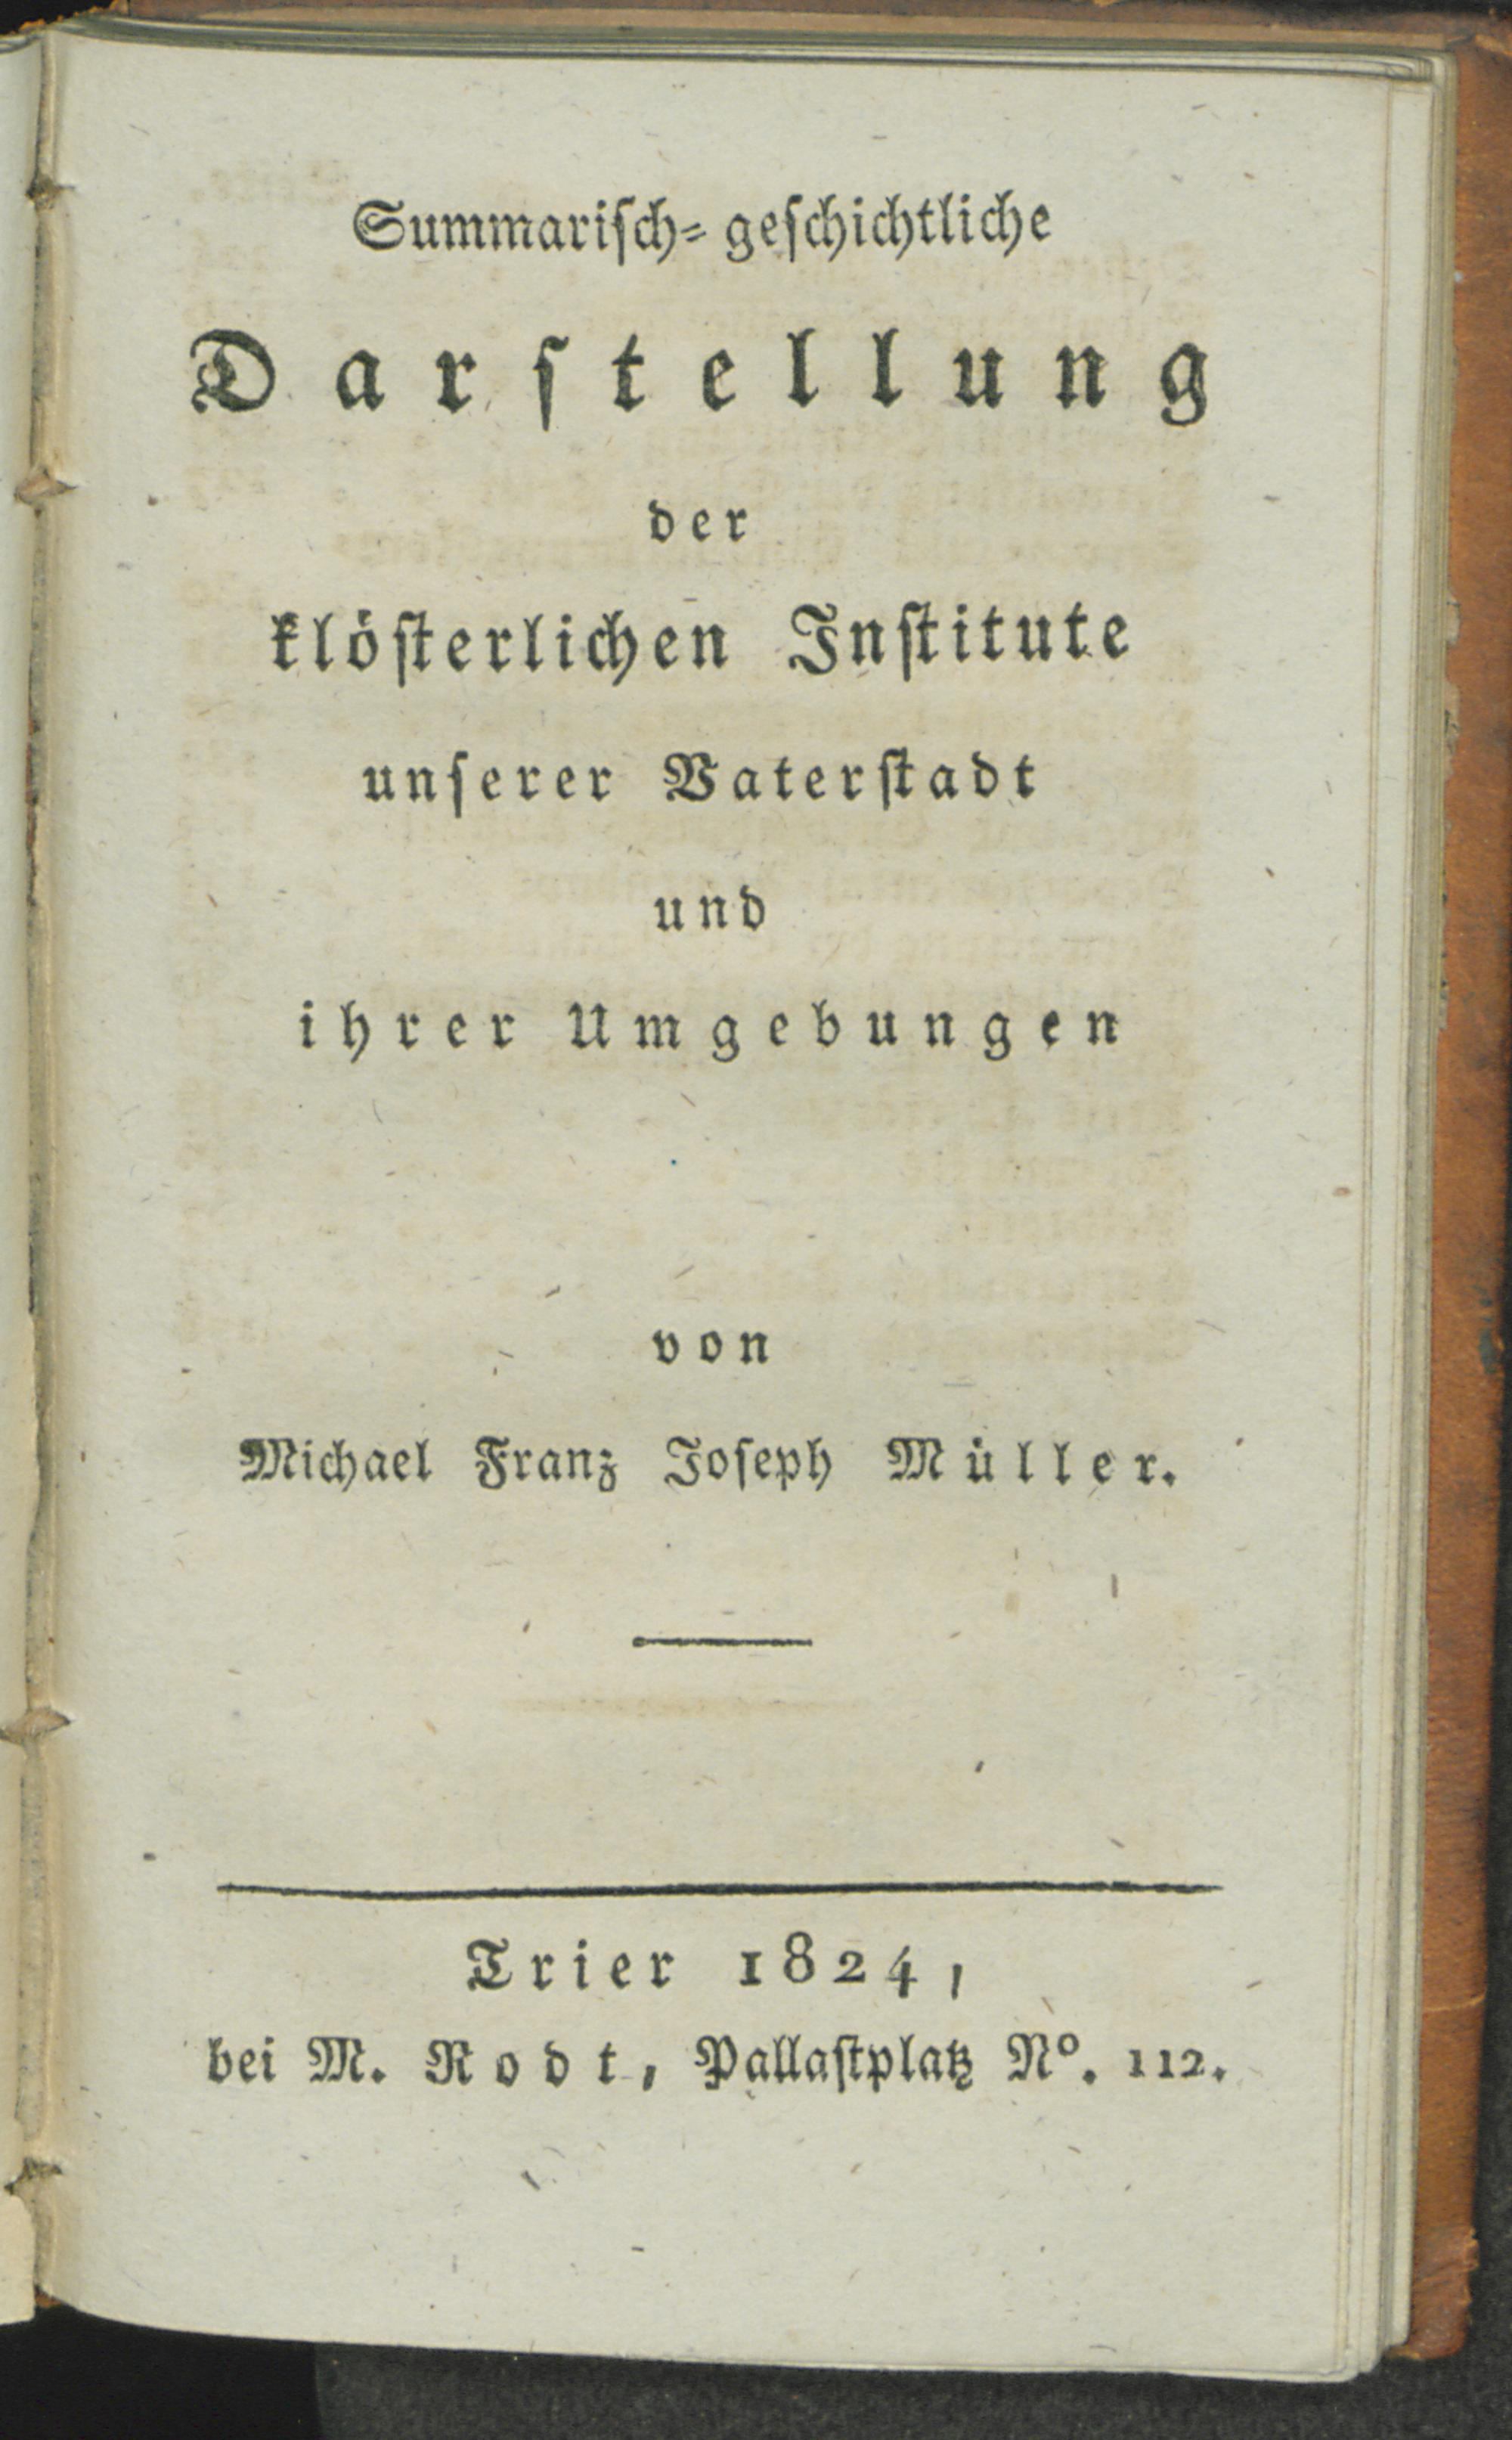 Summarisch-geschichtliche
Darstellung
der
klösterlichen Institute
unserer Vaterstadt
und
ihrer Umgebungen
von
Michael Franz Joseph Müller.
Trier 1824,
bei M. Rodt, Pallastplatz Nº. 112.